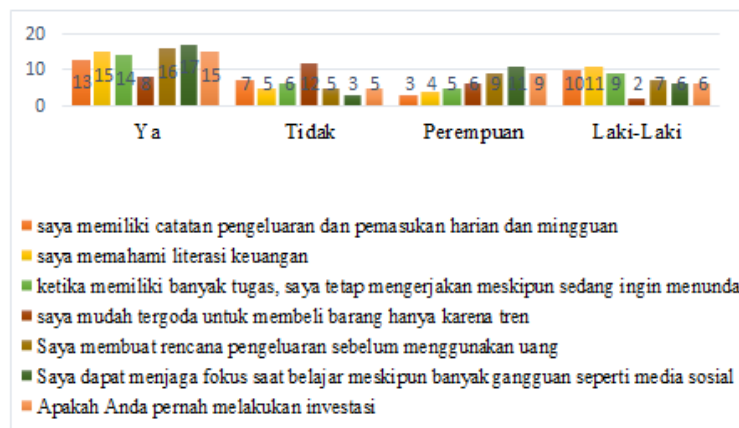 20
10
0
13 15 14 8 16 17 15
7 5 6 12 5 3 5
3 4 5 6 9 11 9
10 11 9 2 7 6 6
Ya Tidak Perempuan Laki-Laki
saya memiliki catatan pengeluaran dan pemasukan harian dan mingguan
saya memahami literasi keuangan
ketika memiliki banyak tugas, saya tetap mengerjakan meskipun sedang ingin menunda
saya mudah tergoda untuk membeli barang hanya karena tren
Saya membuat rencana pengeluaran sebelum menggunakan uang
Saya dapat menjaga fokus saat belajar meskipun banyak gangguan seperti media sosial
Apakah Anda pernah melakukan investasi